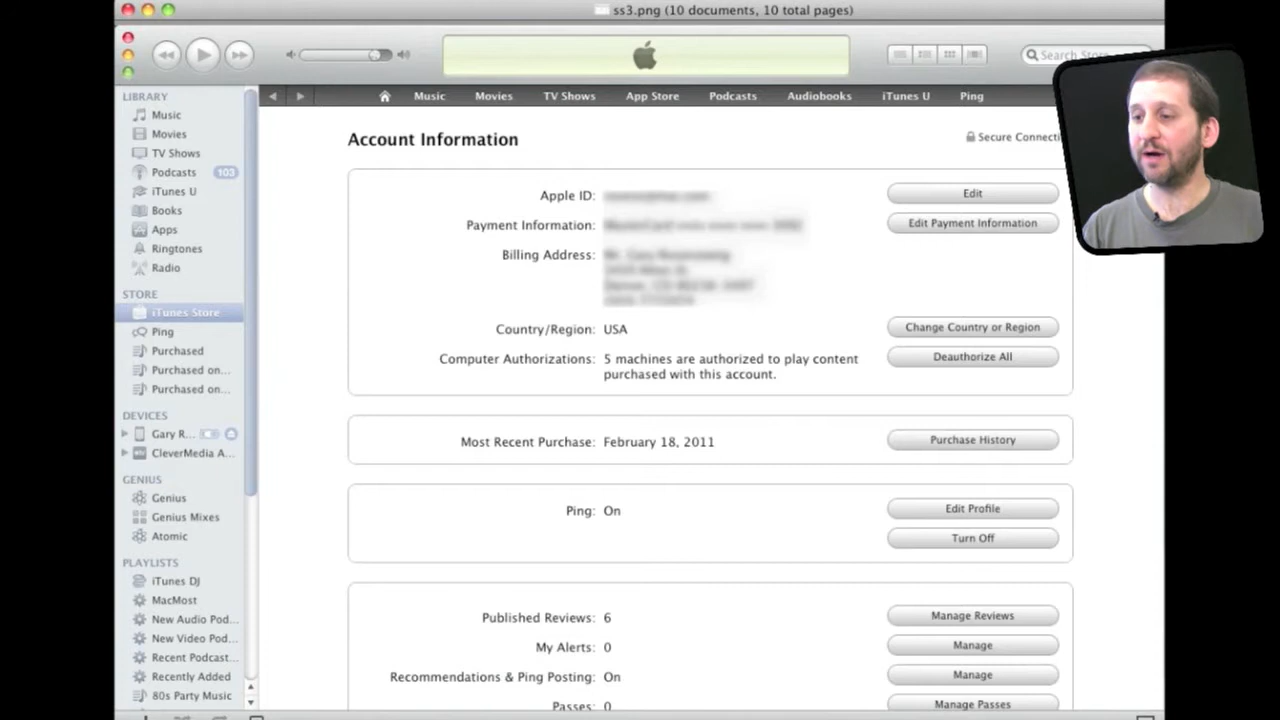 ss3.png (10 documents, 10 total pages)
Search Store
LIBRARY
Music
Movies
TV Shows
Podcasts 103
iTunes U
Books
Apps
Ringtones
Radio
STORE
iTunes Store
Ping
Purchased
Purchased on...
Purchased on...
DEVICES
Gary R...
CleverMedia A...
GENIUS
Genius
Genius Mixes
Atomic
PLAYLISTS
iTunes DJ
MacMost
New Audio Pod...
New Video Pod...
Recent Podcast...
Recently Added
80s Party Music
Music Movies TV Shows App Store Podcasts Audiobooks iTunes U Ping
Account Information
Secure Connecti
Apple ID: Edit
Payment Information: Edit Payment Information
Billing Address:
Country/Region: USA Change Country or Region
Computer Authorizations: 5 machines are authorized to play content Deauthorize All
purchased with this account.
Most Recent Purchase: February 18, 2011 Purchase History
Ping: On Edit Profile
Turn Off
Published Reviews: 6 Manage Reviews
My Alerts: 0 Manage
Recommendations & Ping Posting: On Manage
Passes: 0 Manage Passes